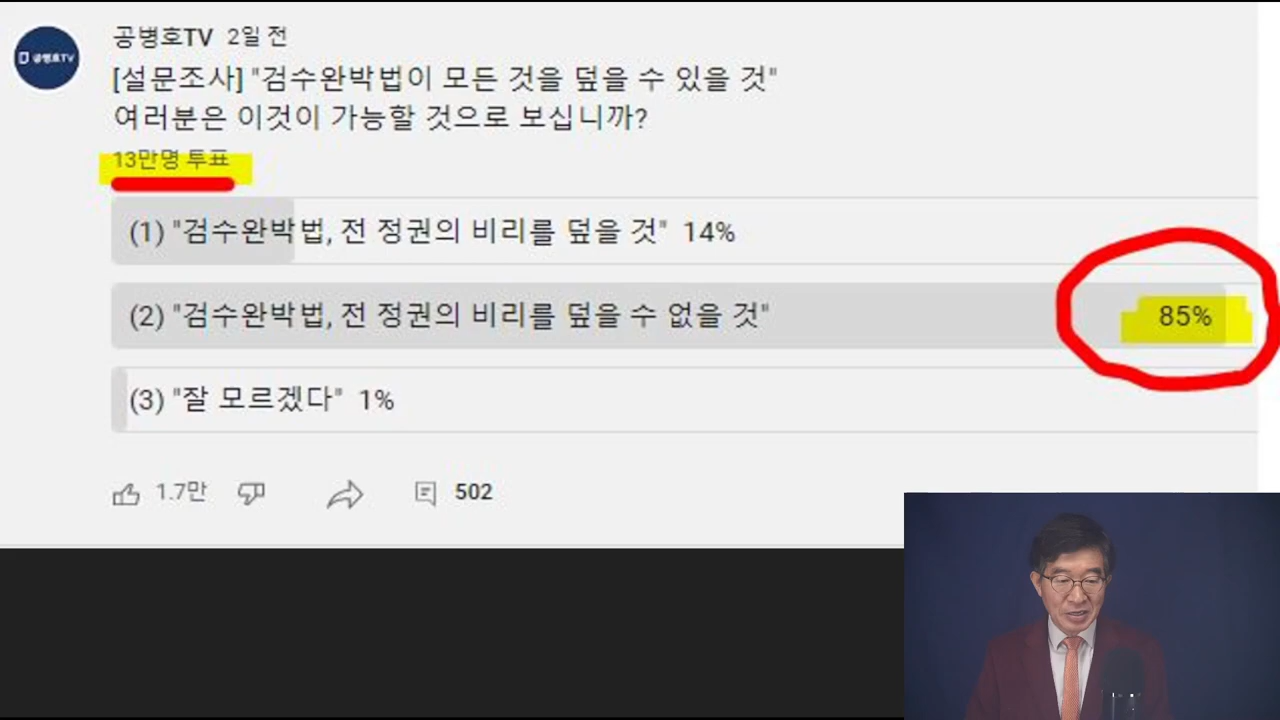 공병호TV
공병호TV 2일 전
[설문조사] "검수완박법이 모든 것을 덮을 수 있을 것"
여러분은 이것이 가능할 것으로 보십니까?
13만명 투표
(1) "검수완박법, 전 정권의 비리를 덮을 것" 14%
(2) "검수완박법, 전 정권의 비리를 덮을 수 없을 것" 85%
(3) "잘 모르겠다" 1%
1.7만 502